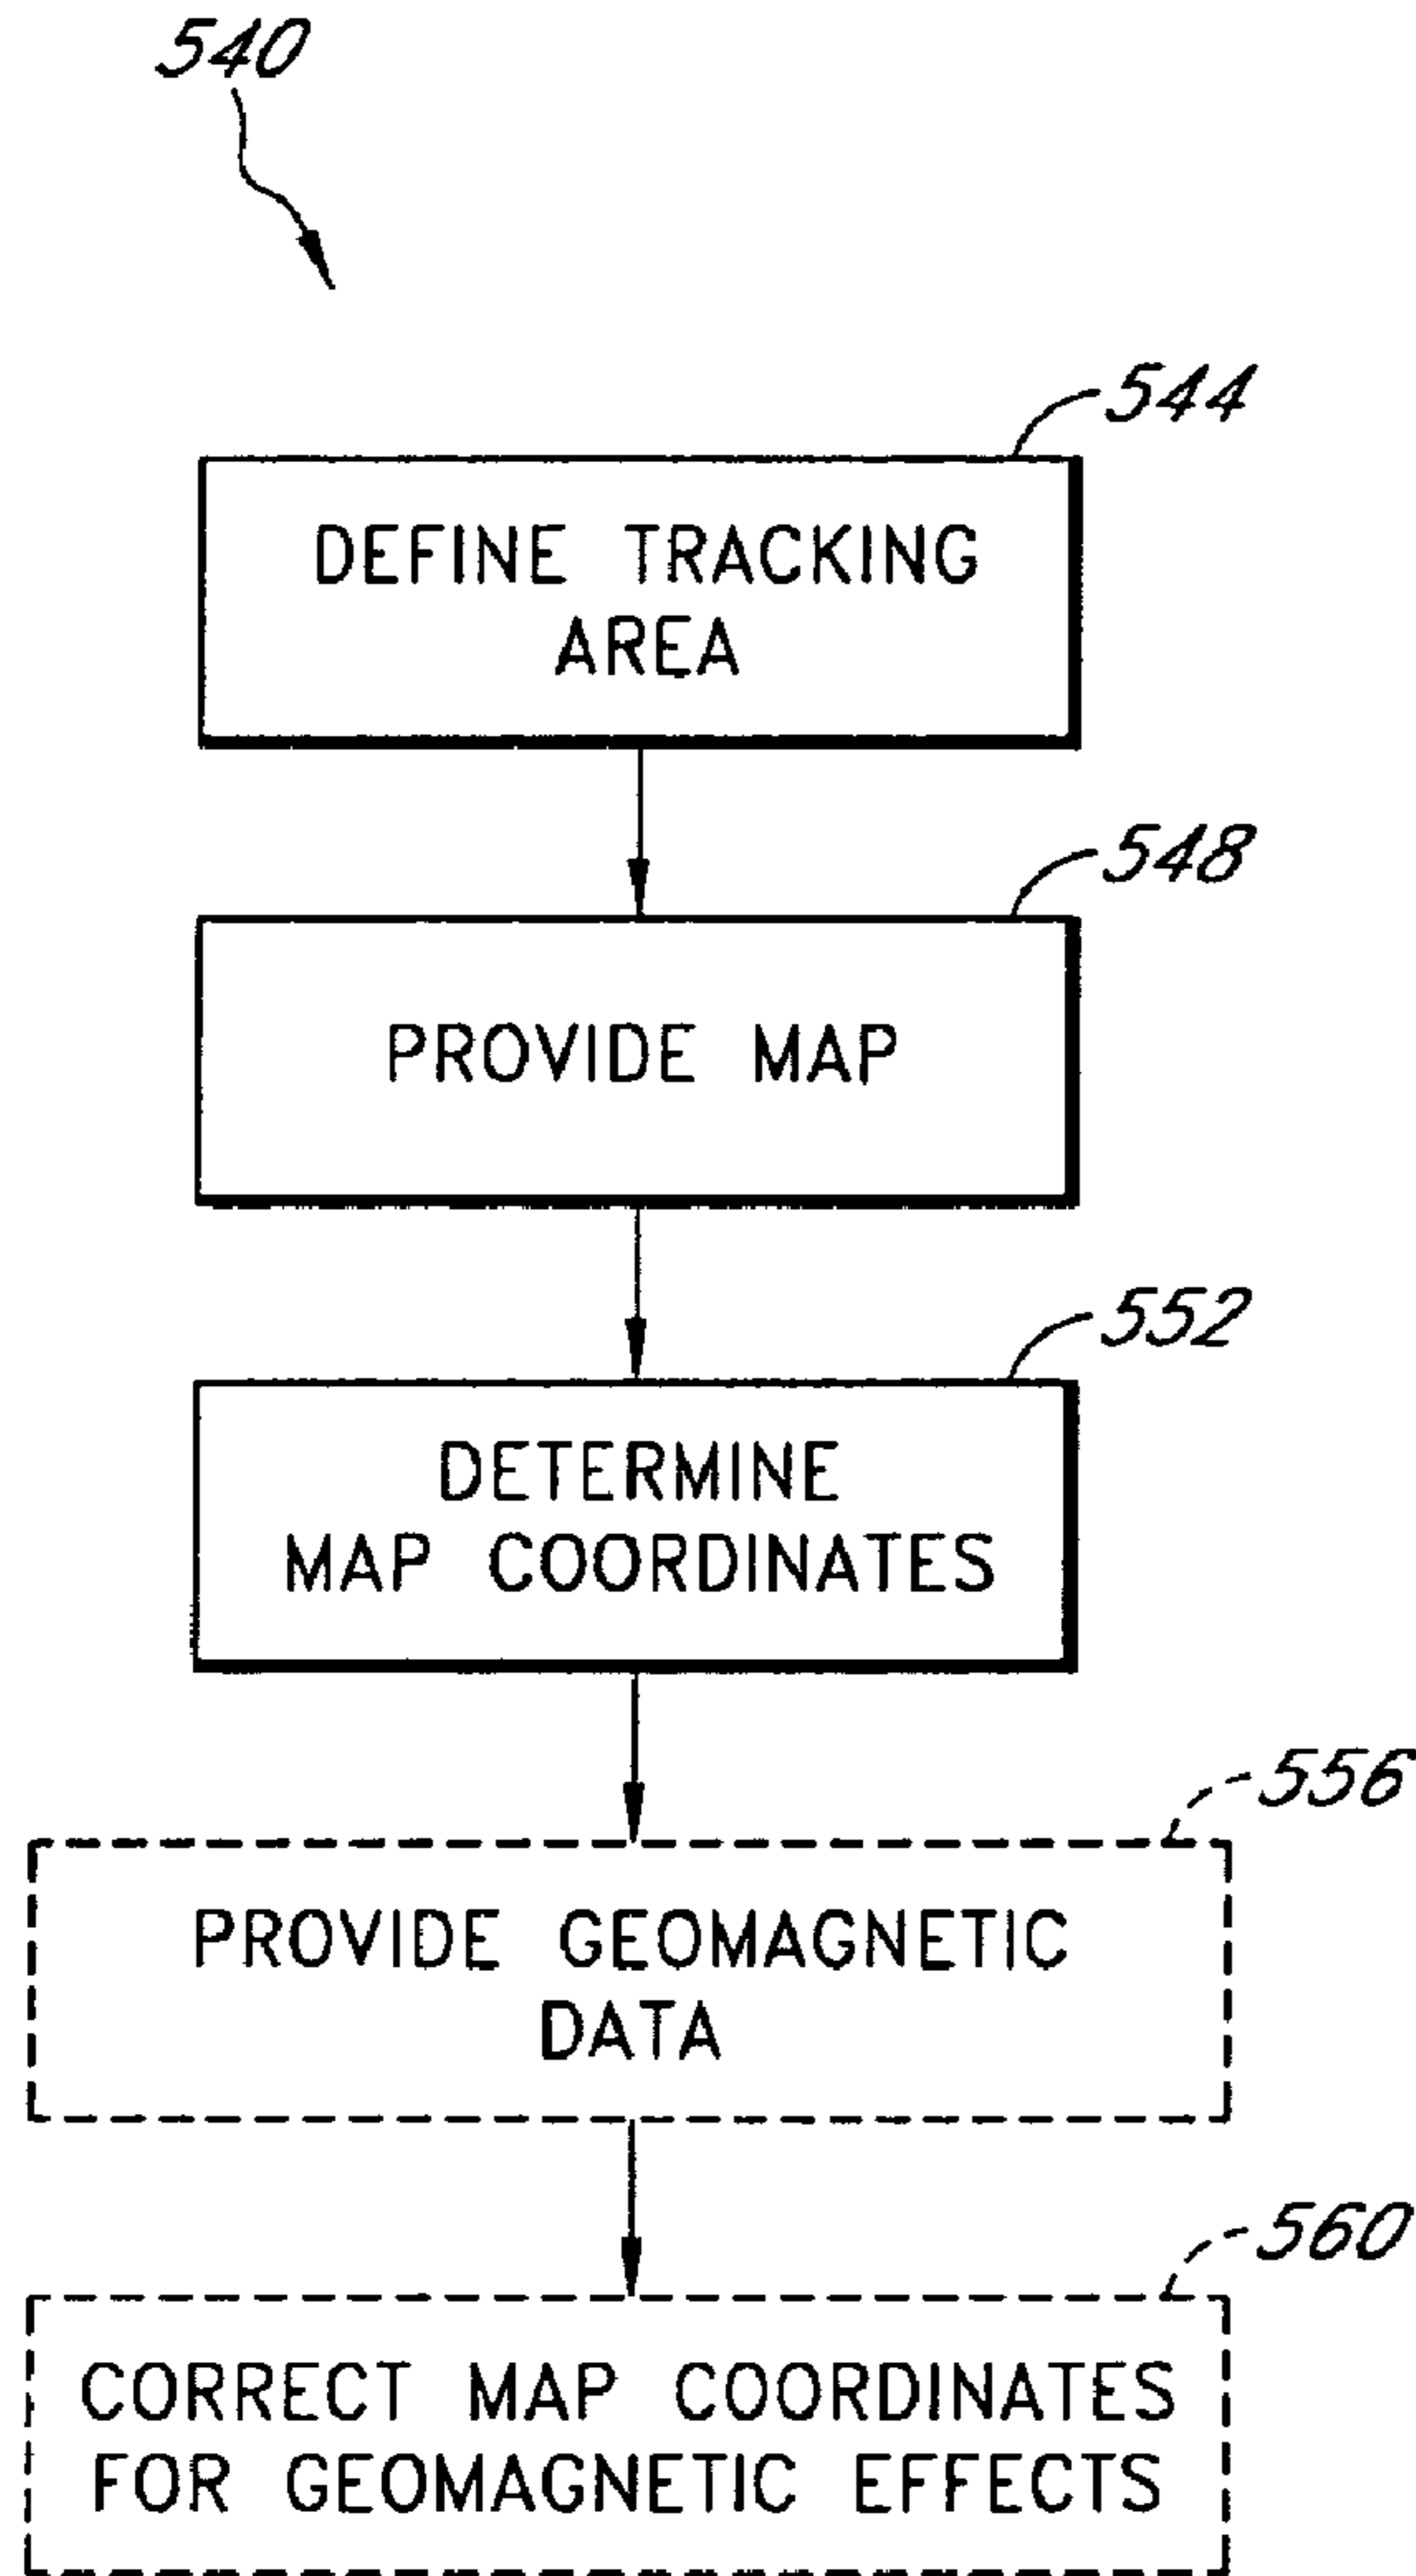 540
544
DEFINE TRACKING
AREA
548
PROVIDE MAP
552
DETERMINE
MAP COORDINATES
556
PROVIDE GEOMAGNETIC
DATA
560
CORRECT MAP COORDINATES
FOR GEOMAGNETIC EFFECTS